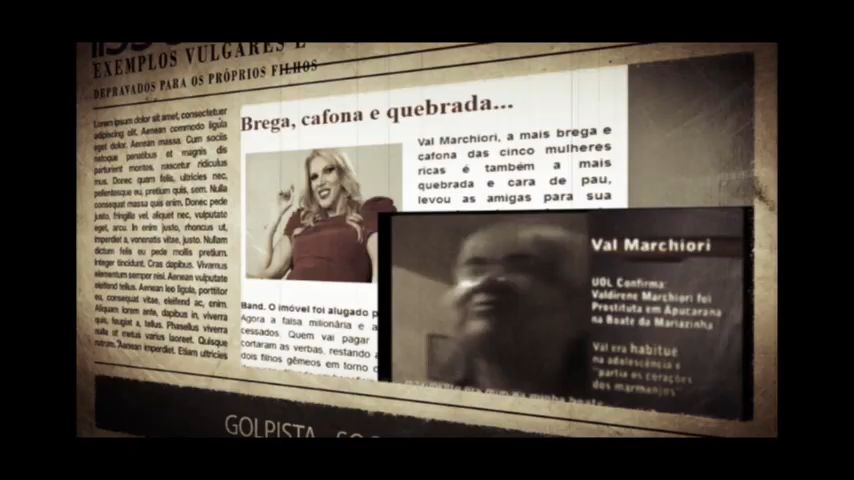 EXEMPLOS VULGARES E
DEPRAVADOS PARA OS PRÓPRIOS FILHOS
Lorem ipsum dolor sit amet, consectetuer
adipiscing elit. Aenean commodo ligula
eget dolor. Aenean massa. Cum sociis
natoque penatibus et magnis dis
parturient montes, nascetur ridiculus
mus. Donec quam felis, ultricies nec,
pellentesque eu, pretium quis, sem. Nulla
consequat massa quis enim. Donec pede
justo, fringilla vel, aliquet nec, vulputate
eget, arcu. In enim justo, rhoncus ut,
imperdiet a, venenatis vitae, justo. Nullam
dictum felis eu pede mollis pretium.
Integer tincidunt. Cras dapibus. Vivamus
elementum semper nisi. Aenean vulputate
eleifend tellus. Aenean leo ligula, porttitor
eu, consequat vitae, eleifend ac, enim.
Aliquam lorem ante, dapibus in, viverra
quis, feugiat a, tellus. Phasellus viverra
nulla ut metus varius laoreet. Quisque
rutrum. Aenean imperdiet. Etiam ultricies
Brega, cafona e quebrada...
Val Marchiori, a mais brega e
cafona das cinco mulheres
ricas é também a mais
quebrada e cara de pau,
levou as amigas para sua
Band. O imóvel foi alugado p
Agora a falsa milionária e a
cessados. Quem vai pagar
cortaram as verbas, restando
dois filhos gêmeos em torno
Val Marchiori
UOL Confirma:
Valdirene Marchiori foi
Prostituta em Apucarana
na Boate da Mariazinha
Val era habitue
na adolescência e
"partia os corações
dos marmenjos"
GOLPISTA